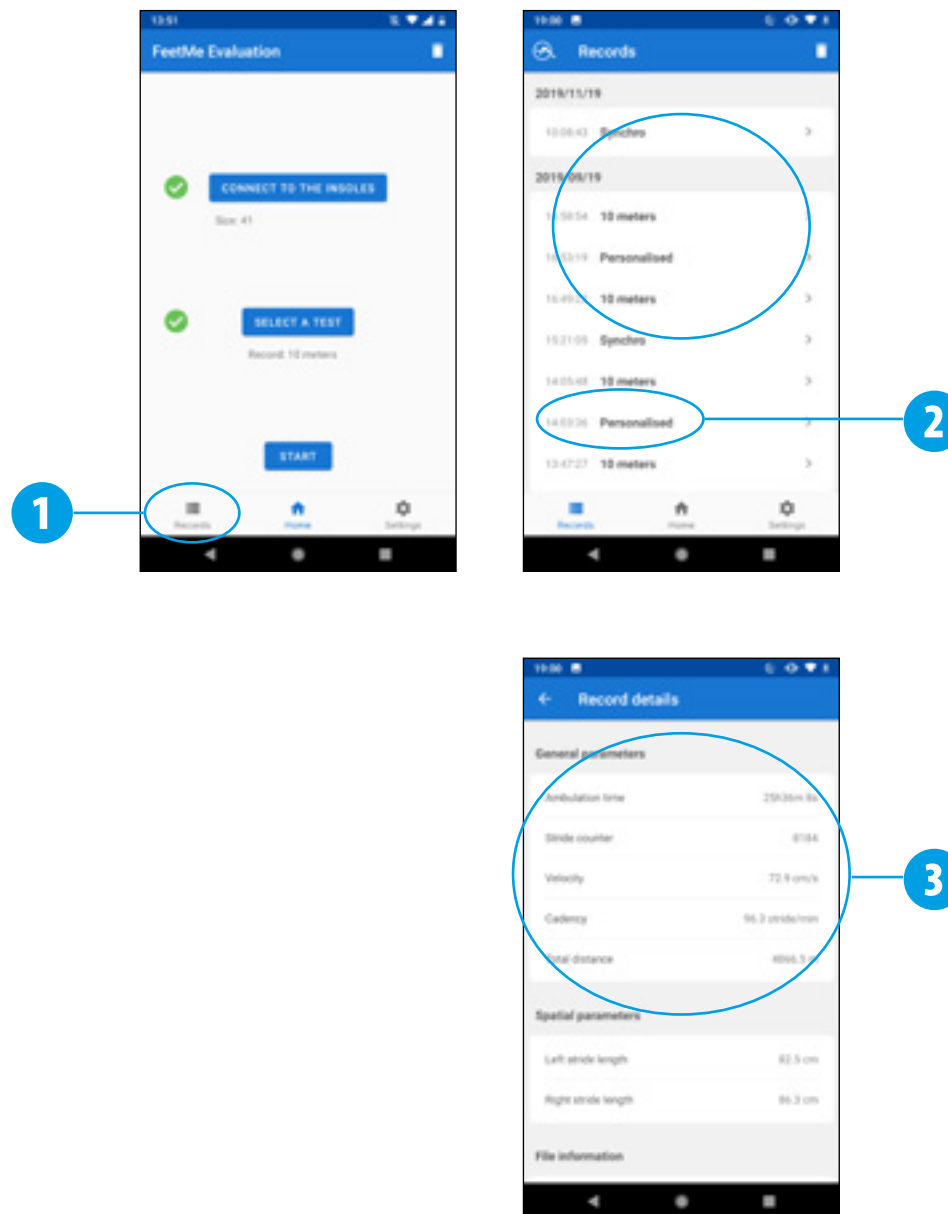 13:51
FeetMe Evaluation
CONNECT TO THE INSOLES
Size: 41
SELECT A TEST
Record: 10 meters
START
Records Home Settings
1
19:00
Records
2019/11/19
10:08:43 Synchro
2019/09/19
10 meters
Personalised
10 meters
15:21:05 Synchro
14:05:48 10 meters
14:03:36 Personalised
13:47:27 10 meters
Records Home Settings
2
19:00
Record details
General parameters
Ambulation time
Stride counter 8184
Velocity 72.9 cm/s
Cadency 96.3 stride/min
Total distance
Spatial parameters
Left stride length 82.5 cm
Right stride length 86.3 cm
File information
3